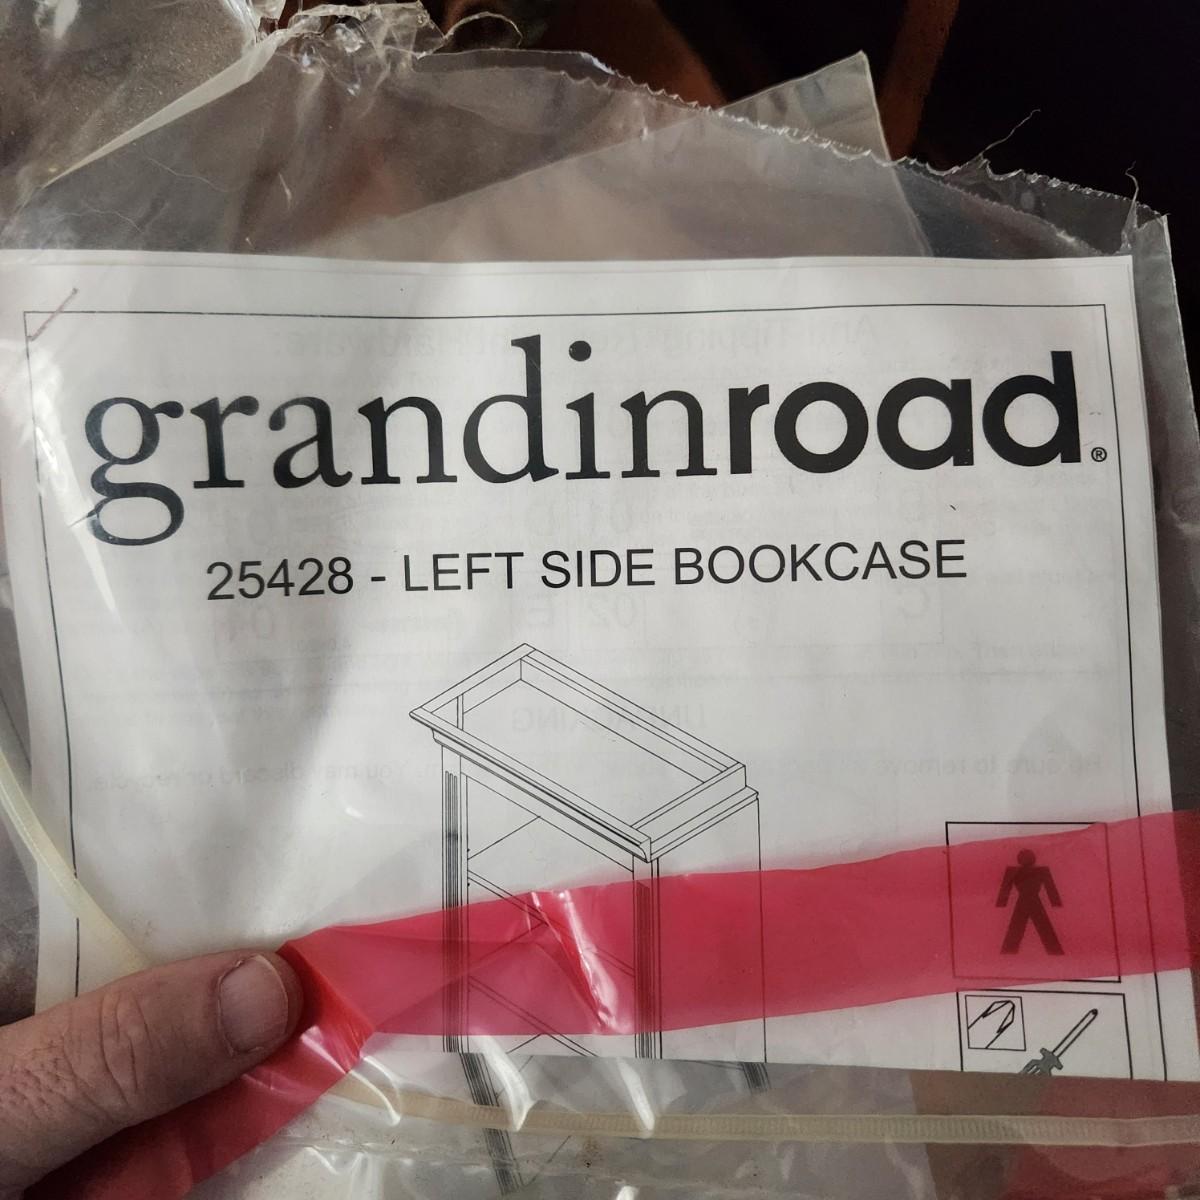 grandinroad®
25428 - LEFT SIDE BOOKCASE